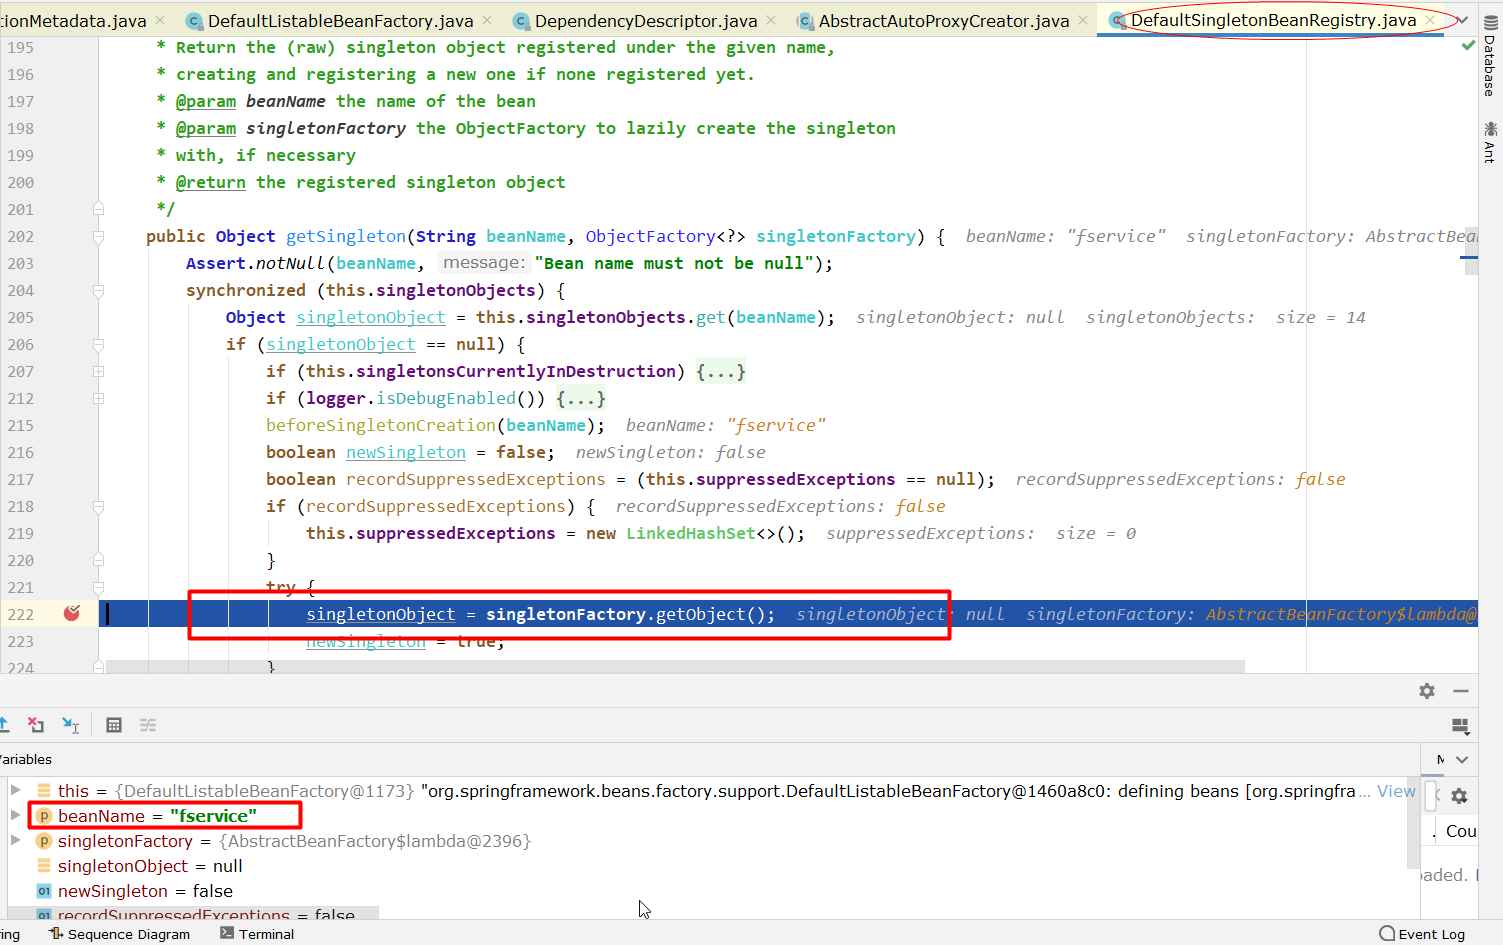 tionMetadata.java DefaultListableBeanFactory.java DependencyDescriptor.java AbstractAutoProxyCreator.java DefaultSingletonBeanRegistry.java
195 * Return the (raw) singleton object registered under the given name,
196 * creating and registering a new one if none registered yet.
197 * @param beanName the name of the bean
198 * @param singletonFactory the ObjectFactory to lazily create the singleton
199 * with, if necessary
200 * @return the registered singleton object
201 */
202 public Object getSingleton(String beanName, ObjectFactory<?> singletonFactory) { beanName: "fservice" singletonFactory: AbstractBea
203 Assert.notNull(beanName, message: "Bean name must not be null");
204 synchronized (this.singletonObjects) {
205 Object singletonObject = this.singletonObjects.get(beanName); singletonObject: null singletonObjects: size = 14
206 if (singletonObject == null) {
207 if (this.singletonsCurrentlyInDestruction) {...}
212 if (logger.isDebugEnabled()) {...}
215 beforeSingletonCreation(beanName); beanName: "fservice"
216 boolean newSingleton = false; newSingleton: false
217 boolean recordSuppressedExceptions = (this.suppressedExceptions == null); recordSuppressedExceptions: false
218 if (recordSuppressedExceptions) { recordSuppressedExceptions: false
219 this.suppressedExceptions = new LinkedHashSet<>(); suppressedExceptions: size = 0
220 }
221 try {
222 singletonObject = singletonFactory.getObject(); singletonObject: null singletonFactory: AbstractBeanFactory$lambda@
223 newSingleton = true;
224 }
Database
Ant
ariables
this = {DefaultListableBeanFactory@1173} "org.springframework.beans.factory.support.DefaultListableBeanFactory@1460a8c0: defining beans [org.springfra... View
beanName = "fservice"
singletonFactory = {AbstractBeanFactory$lambda@2396}
singletonObject = null
newSingleton = false
recordSuppressedExceptions = false
Cou
oaded.
ring Sequence Diagram Terminal Event Log